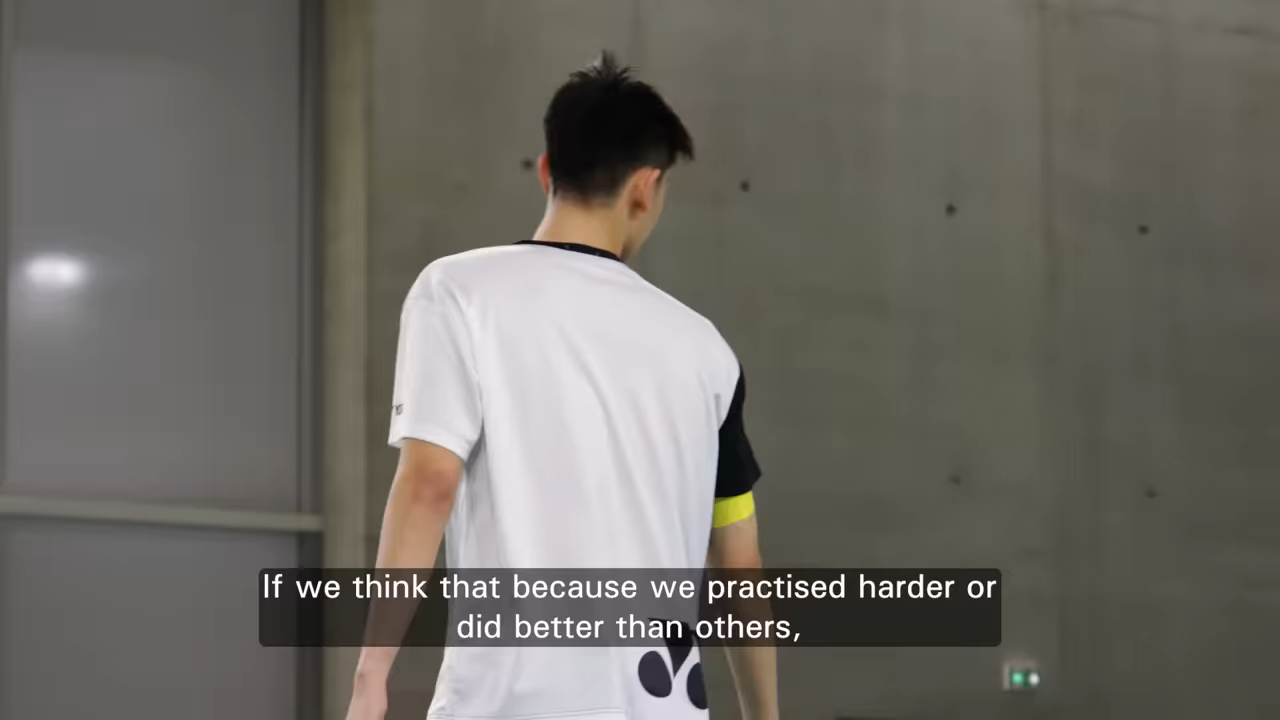 If we think that because we practised harder or
did better than others,